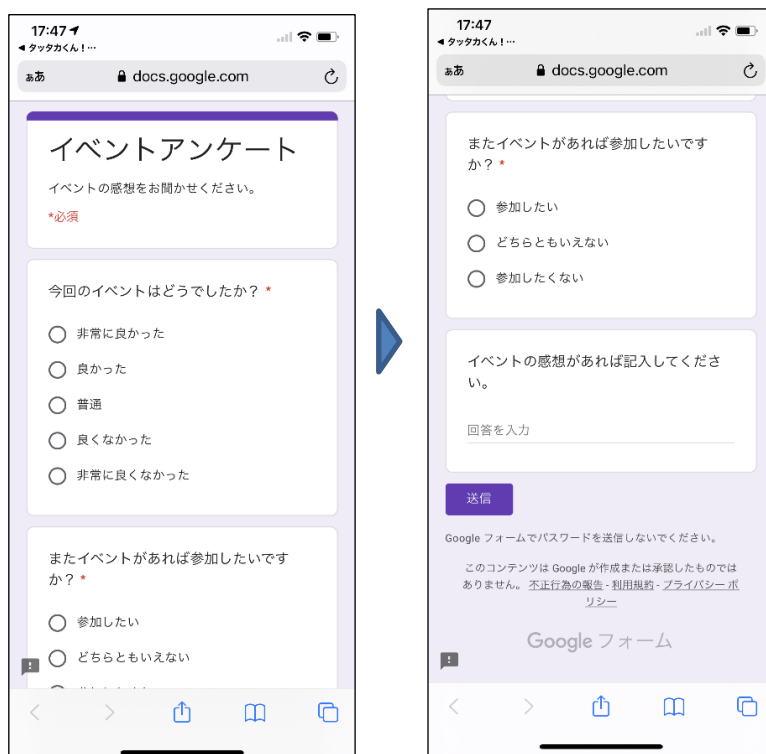 17:47
◀ タッタカくん！…
ぁあ docs.google.com
イベントアンケート
イベントの感想をお聞かせください。
*必須
今回のイベントはどうでしたか？ *
非常に良かった
良かった
普通
良くなかった
非常に良くなかった
またイベントがあれば参加したいです
か？ *
参加したい
どちらともいえない
17:47
◀ タッタカくん！…
ぁあ docs.google.com
またイベントがあれば参加したいです
か？ *
参加したい
どちらともいえない
参加したくない
イベントの感想があれば記入してくださ
い。
回答を入力
送信
Google フォームでパスワードを送信しないでください。
このコンテンツは Google が作成または承認したものでは
ありません。 不正行為の報告 - 利用規約 - プライバシー ポ
リシー
Google フォーム